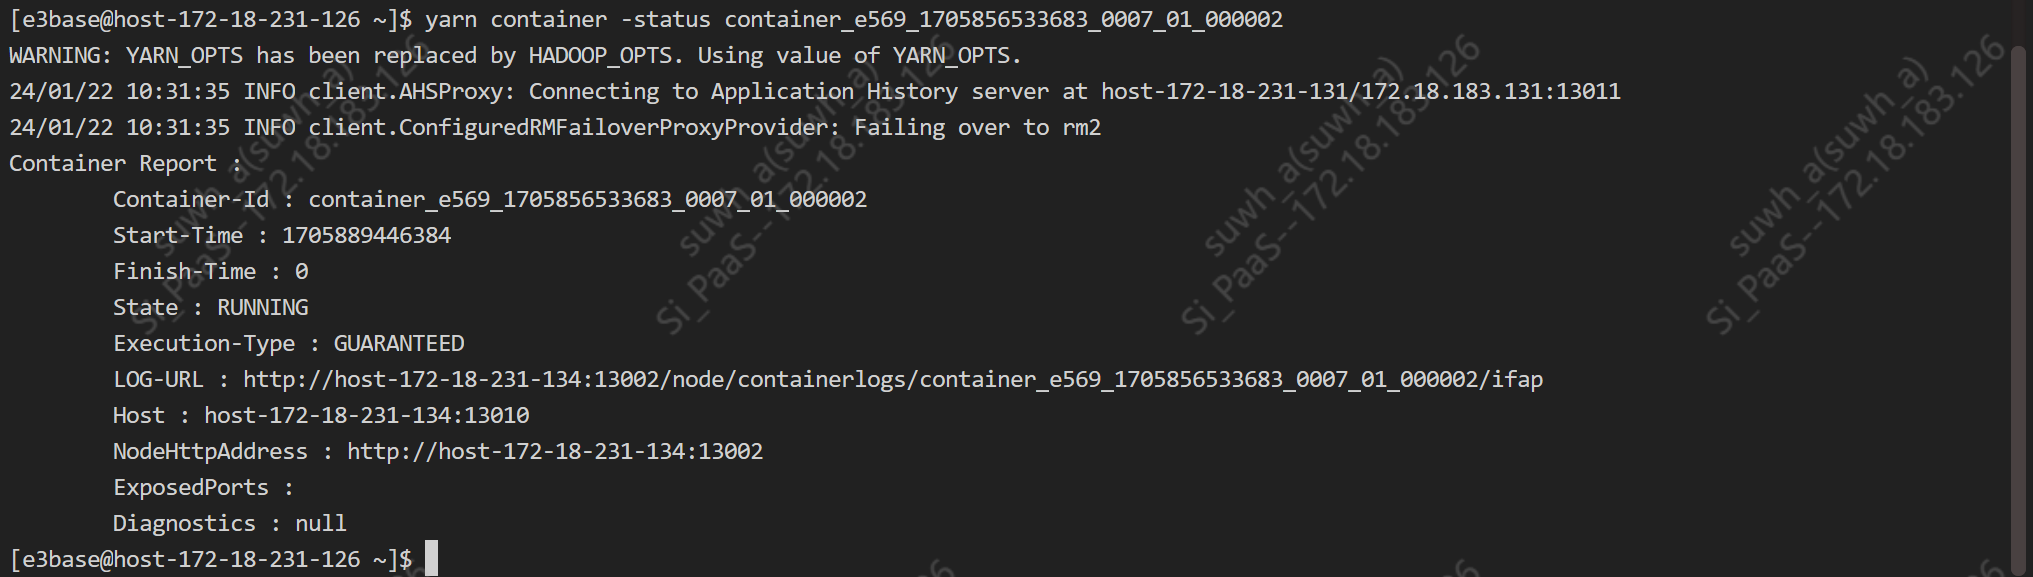 [e3base@host-172-18-231-126 ~]$ yarn container -status container_e569_1705856533683_0007_01_000002
WARNING: YARN_OPTS has been replaced by HADOOP_OPTS. Using value of YARN_OPTS.
24/01/22 10:31:35 INFO client.AHSProxy: Connecting to Application History server at host-172-18-231-131/172.18.183.131:13011
24/01/22 10:31:35 INFO client.ConfiguredRMFailoverProxyProvider: Failing over to rm2
Container Report :
Container-Id : container_e569_1705856533683_0007_01_000002
Start-Time : 1705889446384
Finish-Time : 0
State : RUNNING
Execution-Type : GUARANTEED
LOG-URL : http://host-172-18-231-134:13002/node/containerlogs/container_e569_1705856533683_0007_01_000002/ifap
Host : host-172-18-231-134:13010
NodeHttpAddress : http://host-172-18-231-134:13002
ExposedPorts :
Diagnostics : null
[e3base@host-172-18-231-126 ~]$
suwh_a(suwh_a)
Si_PaaS--172.18.183.126
suwh_a(suwh_a)
Si_PaaS--172.18.183.126
suwh_a(suwh_a)
Si_PaaS--172.18.183.126
suwh_a(suwh_a)
Si_PaaS--172.18.183.126